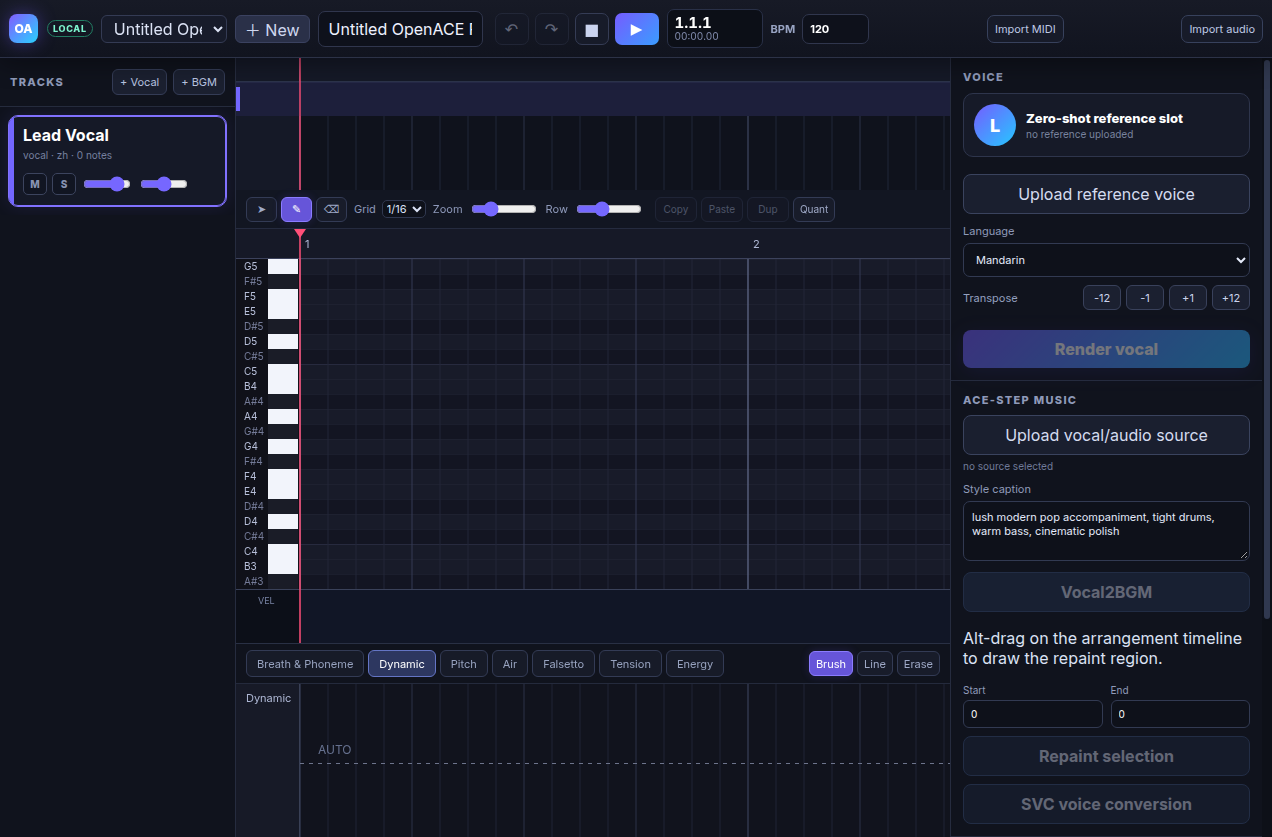 OA
LOCAL
Untitled Ope
+ New
Untitled OpenACE
1.1.1
00:00.00
BPM
120
Import MIDI
Import audio
TRACKS
+ Vocal
+ BGM
Lead Vocal
vocal · zh · 0 notes
M
S
Grid
1/16
Zoom
Row
Copy
Paste
Dup
Quant
1
2
G5
F#5
F5
E5
D#5
D5
C#5
C5
B4
A#4
A4
G#4
G4
F#4
F4
E4
D#4
D4
C#4
C4
B3
A#3
VEL
Breath & Phoneme
Dynamic
Pitch
Air
Falsetto
Tension
Energy
Brush
Line
Erase
Dynamic
AUTO
VOICE
L
Zero-shot reference slot
no reference uploaded
Upload reference voice
Language
Mandarin
Transpose
-12
-1
+1
+12
Render vocal
ACE-STEP MUSIC
Upload vocal/audio source
no source selected
Style caption
lush modern pop accompaniment, tight drums,
warm bass, cinematic polish
Vocal2BGM
Alt-drag on the arrangement timeline
to draw the repaint region.
Start
End
0
0
Repaint selection
SVC voice conversion